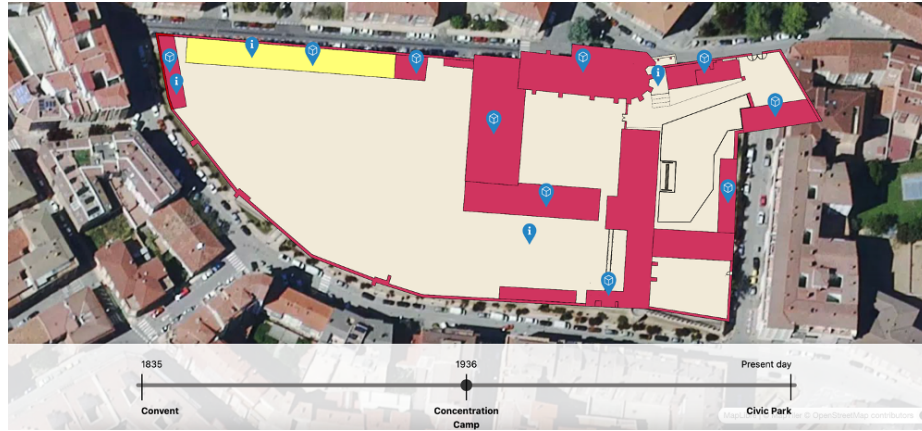 1835
1936
Present day
Convent
Concentration
Camp
Civic Park
© OpenStreetMap contributors